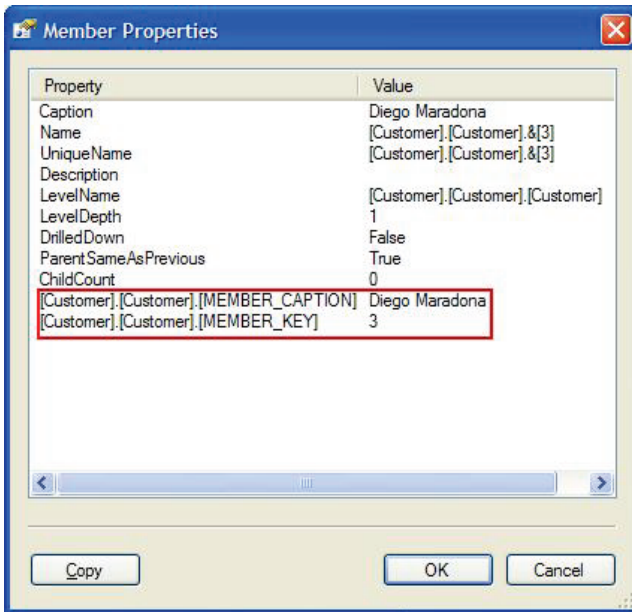 Member Properties
Property Value
Caption Diego Maradona
Name [Customer].[Customer].&[3]
UniqueName [Customer].[Customer].&[3]
Description
LevelName [Customer].[Customer].[Customer]
LevelDepth 1
DrilledDown False
ParentSameAsPrevious True
ChildCount 0
[Customer].[Customer].[MEMBER_CAPTION] Diego Maradona
[Customer].[Customer].[MEMBER_KEY] 3
Copy OK Cancel